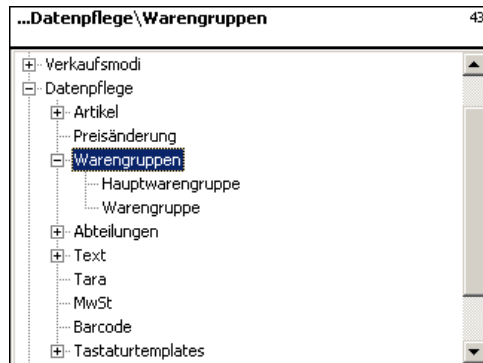 ...Datenpflege\Warengruppen 43
Verkaufsmodi
Datenpflege
Artikel
Preisänderung
Warengruppen
Hauptwarengruppe
Warengruppe
Abteilungen
Text
Tara
MwSt
Barcode
Tastaturtemplates